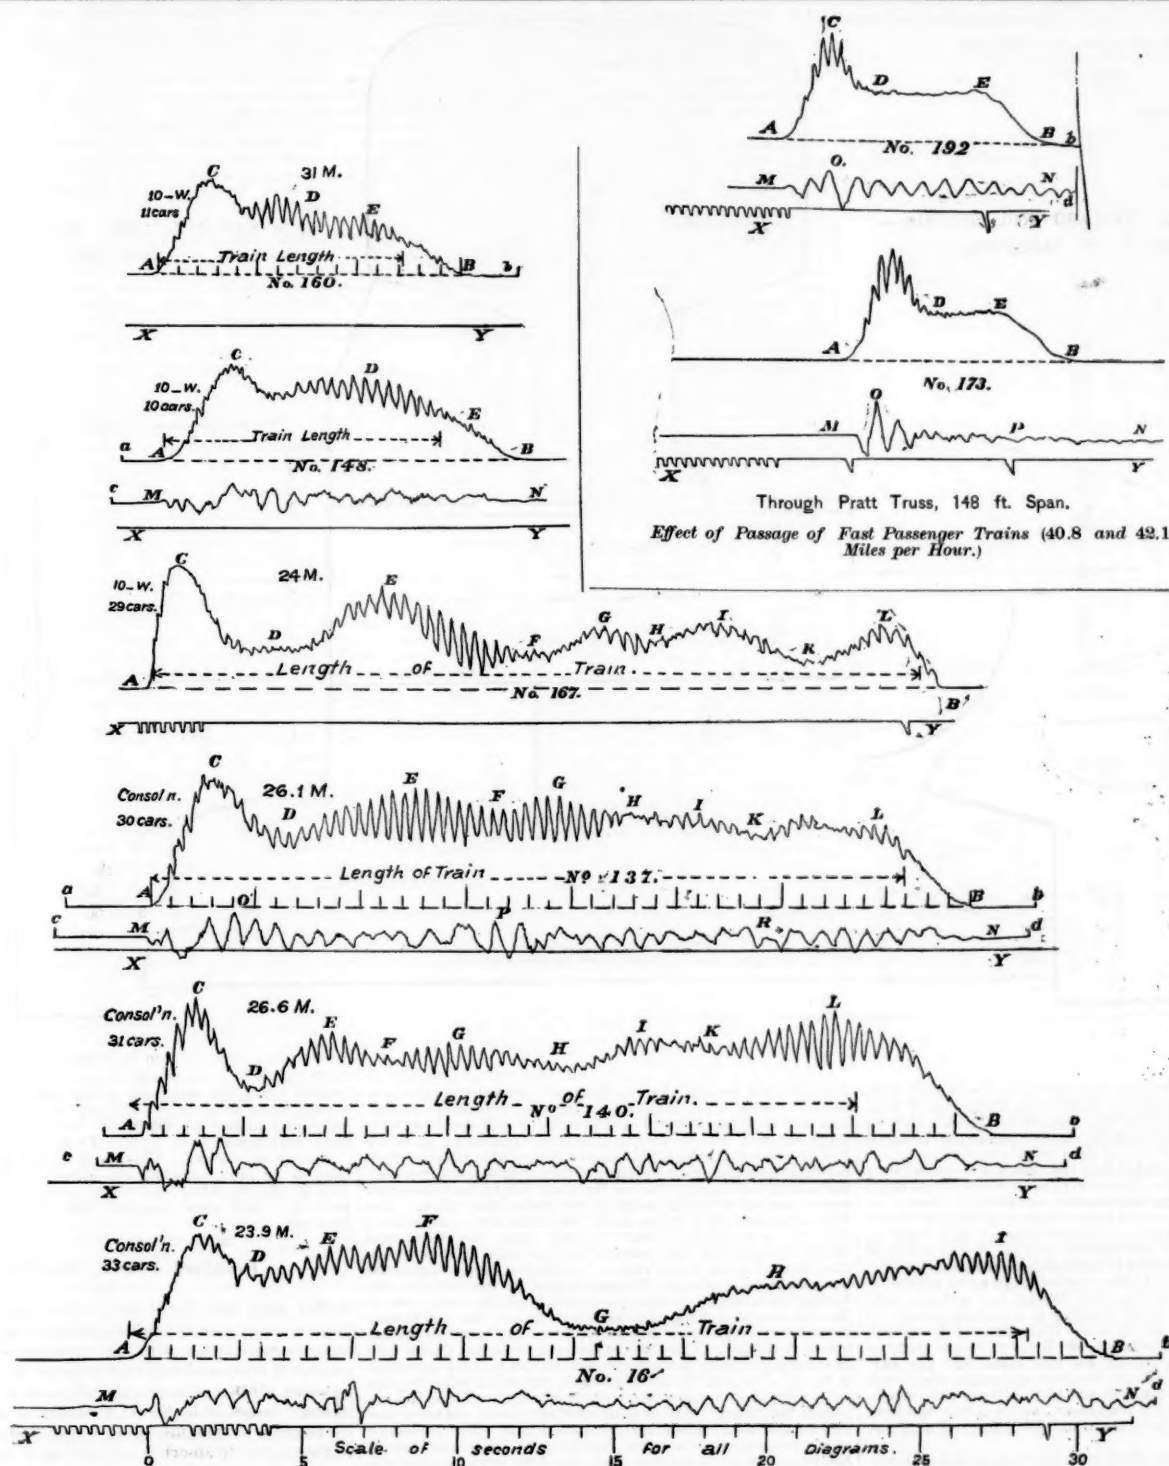 C
10-W. 31 M.
11 cars D E
A Train Length B b
No. 160.
X Y
C
10-W. D
10 cars. E
a A Train Length B
No. 148.
c M N
X Y
C
D E
A B b
No. 192
O.
M N
d
X Y
A D E B
No. 173.
O
M P N
X Y
Through Pratt Truss, 148 ft. Span.
Effect of Passage of Fast Passenger Trains (40.8 and 42.1
Miles per Hour.)
C
10-W. 24 M. E
29 cars. D F G H I K L
A Length of Train.
No. 167.
B
X Y
C
Consol'n. 26.1 M. E G
30 cars. D F H I K L
Length of Train No. 137.
a A B b
c M O P R N d
X Y
C
Consol'n. 26.6 M. L
31 cars. D E F G H I K
Length of Train.
A No. 140. B
M N d
X Y
C
Consol'n. 23.9 M. F I
33 cars. D E G H
Length of Train
A B
No. 16
M N d
X Y
Scale of seconds for all Diagrams.
0 5 10 15 20 25 30